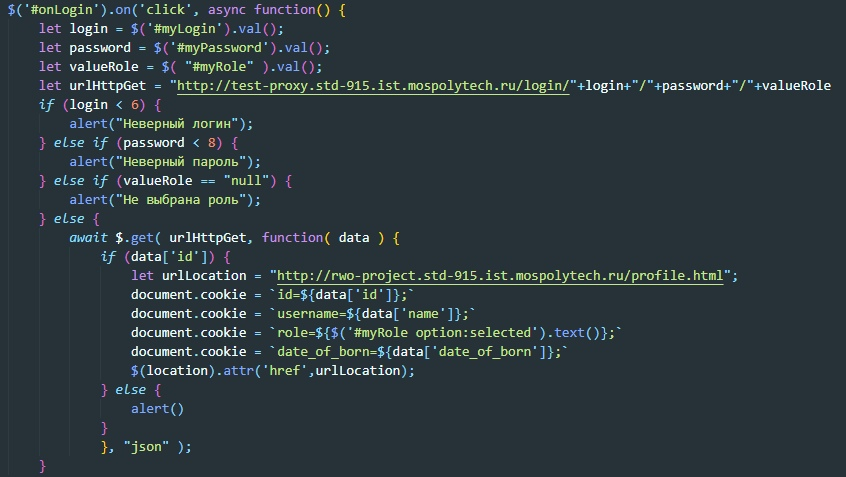 $('#onLogin').on('click', async function() {
    let login = $('#myLogin').val();
    let password = $('#myPassword').val();
    let valueRole = $( "#myRole" ).val();
    let urlHttpGet = "http://test-proxy.std-915.ist.mospolytech.ru/login/"+login+"/"+password+"/"+valueRole
    if (login < 6) {
        alert("Неверный логин");
    } else if (password < 8) {
        alert("Неверный пароль");
    } else if (valueRole == "null") {
        alert("Не выбрана роль");
    } else {
        await $.get( urlHttpGet, function( data ) {
            if (data['id']) {
                let urlLocation = "http://rwo-project.std-915.ist.mospolytech.ru/profile.html";
                document.cookie = `id=${data['id']};`
                document.cookie = `username=${data['name']};`
                document.cookie = `role=${$('#myRole option:selected').text()};`
                document.cookie = `date_of_born=${data['date_of_born']};`
                $(location).attr('href',urlLocation);
            } else {
                alert()
            }
            }, "json" );
    }